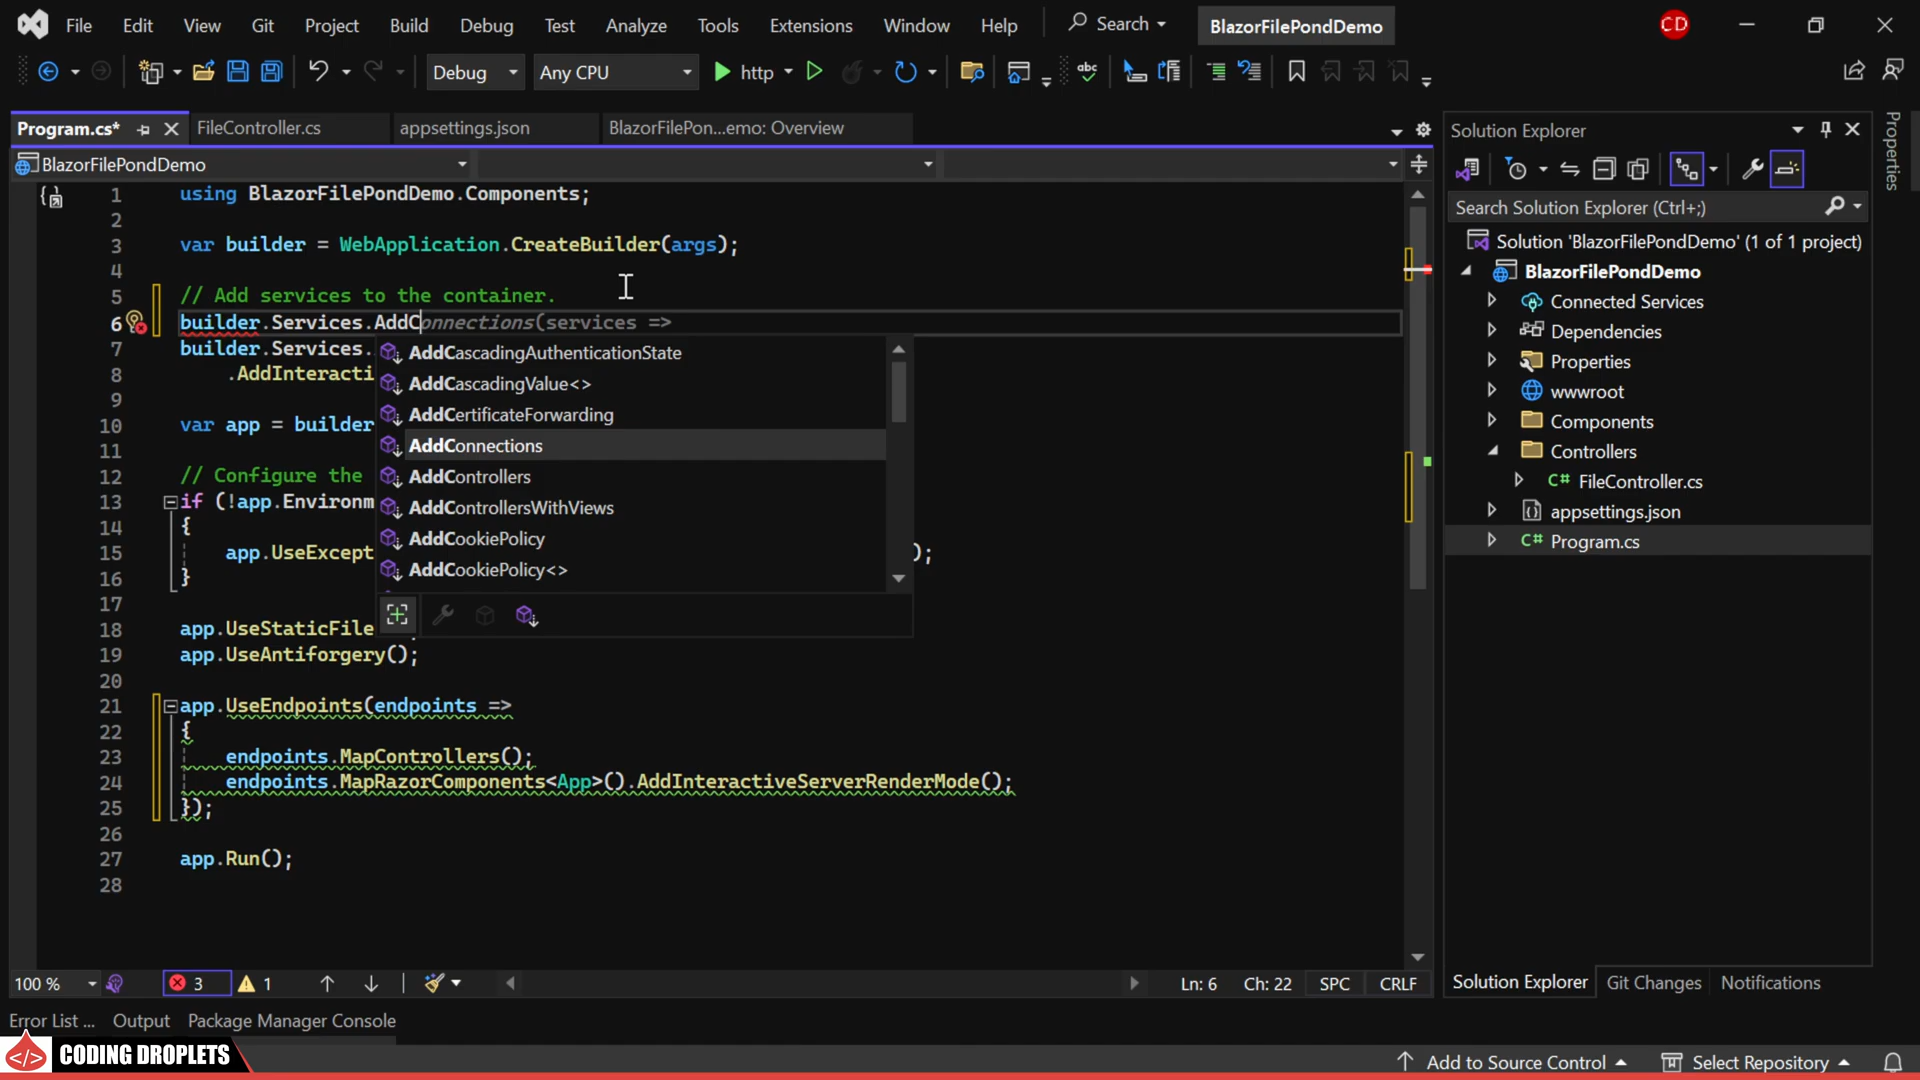 File Edit View Git Project Build Debug Test Analyze Tools Extensions Window Help Search BlazorFilePondDemo CD
Debug Any CPU http abc
Program.cs* FileController.cs appsettings.json BlazorFilePon...emo: Overview
BlazorFilePondDemo
1 using BlazorFilePondDemo.Components;
2
3 var builder = WebApplication.CreateBuilder(args);
4
5 // Add services to the container.
6 builder.Services.AddConnections(services =>
7 builder.Services.
8 .AddInteracti
9
10 var app = builder
11
12 // Configure the
13 if (!app.Environm
14 {
15 app.UseExcept );
16 }
17
18 app.UseStaticFile
19 app.UseAntiforgery();
20
21 app.UseEndpoints(endpoints =>
22 {
23 endpoints.MapControllers();
24 endpoints.MapRazorComponents<App>().AddInteractiveServerRenderMode();
25 });
26
27 app.Run();
28
AddCascadingAuthenticationState
AddCascadingValue<>
AddCertificateForwarding
AddConnections
AddControllers
AddControllersWithViews
AddCookiePolicy
AddCookiePolicy<>
Solution Explorer
Search Solution Explorer (Ctrl+;)
Solution 'BlazorFilePondDemo' (1 of 1 project)
BlazorFilePondDemo
Connected Services
Dependencies
Properties
wwwroot
Components
Controllers
C# FileController.cs
appsettings.json
C# Program.cs
Properties
100 % 3 1 Ln: 6 Ch: 22 SPC CRLF
Solution Explorer Git Changes Notifications
Error List ... Output Package Manager Console
CODING DROPLETS
Add to Source Control Select Repository